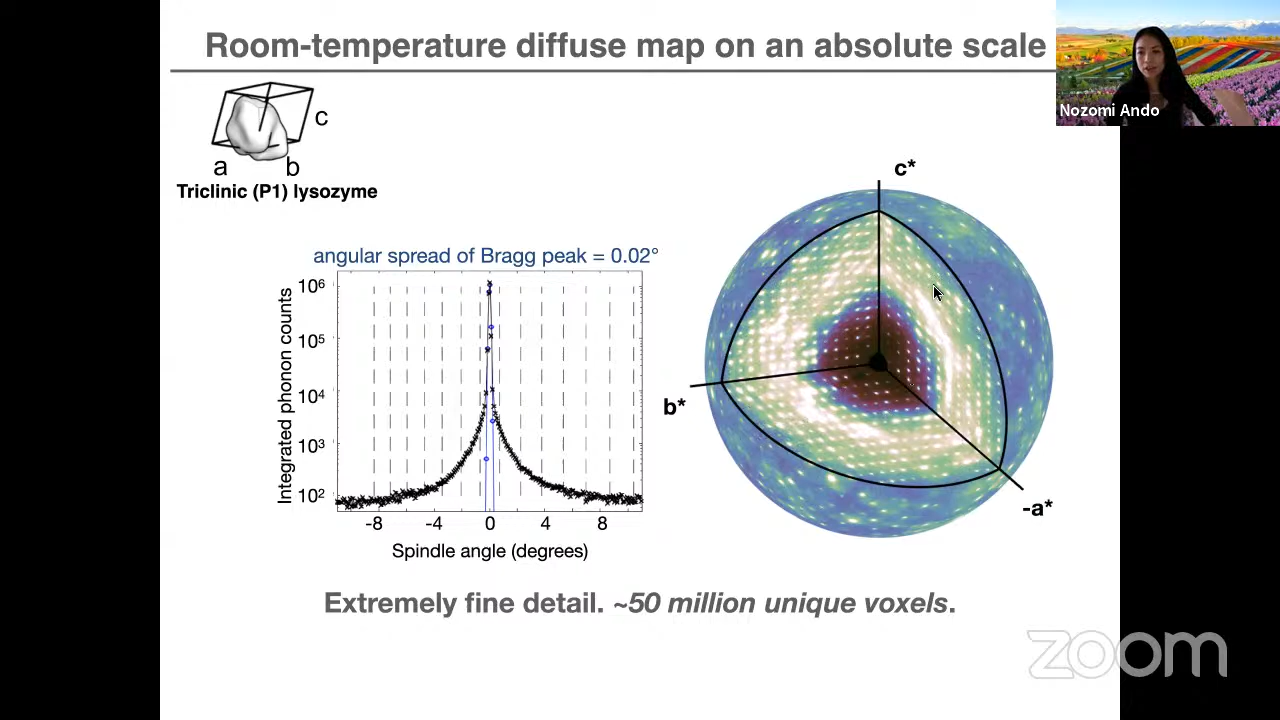 Room-temperature diffuse map on an absolute scale
Nozomi Ando
c
a
b
Triclinic (P1) lysozyme
c*
b*
-a*
angular spread of Bragg peak = 0.02°
Integrated phonon counts
10⁶
10⁵
10⁴
10³
10²
-8
-4
0
4
8
Spindle angle (degrees)
Extremely fine detail. ~50 million unique voxels.
zoom